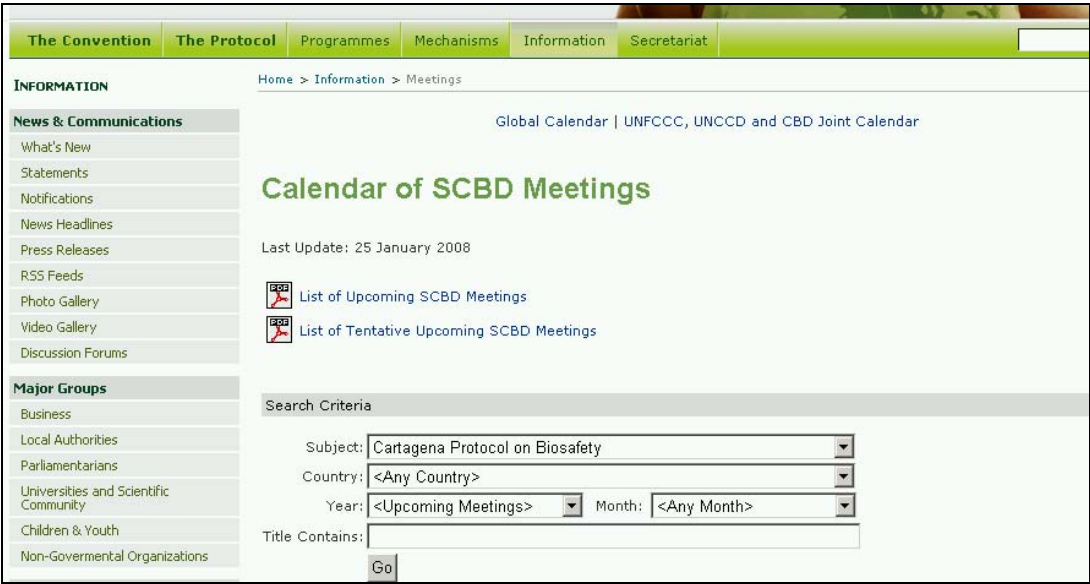 The Convention The Protocol Programmes Mechanisms Information Secretariat
INFORMATION
News & Communications
What's New
Statements
Notifications
News Headlines
Press Releases
RSS Feeds
Photo Gallery
Video Gallery
Discussion Forums
Major Groups
Business
Local Authorities
Parliamentarians
Universities and Scientific
Community
Children & Youth
Non-Govermental Organizations
Home > Information > Meetings
Global Calendar | UNFCCC, UNCCD and CBD Joint Calendar
Calendar of SCBD Meetings
Last Update: 25 January 2008
PDF List of Upcoming SCBD Meetings
PDF List of Tentative Upcoming SCBD Meetings
Search Criteria
Subject: Cartagena Protocol on Biosafety
Country: <Any Country>
Year: <Upcoming Meetings> Month: <Any Month>
Title Contains:
Go